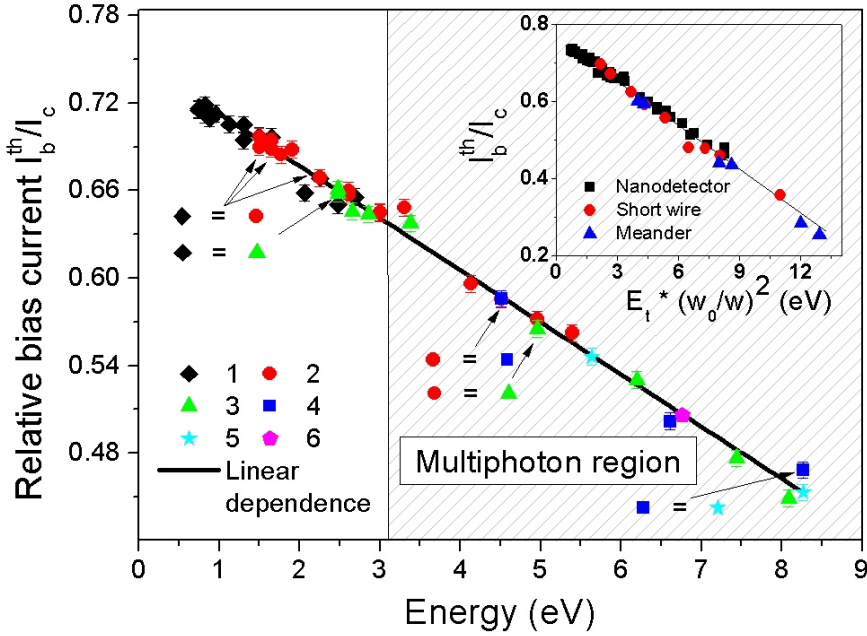 0.78
0.72
0.66
0.60
0.54
0.48
Relative bias current I_b^th/I_c
0 1 2 3 4 5 6 7 8 9
Energy (eV)
=
=
1 2
3 4
5 6
Linear
dependence
=
=
Multiphoton region
=
0.8
0.6
0.4
0.2
I_b^th/I_c
Nanodetector
Short wire
Meander
0 3 6 9 12
E_t * (w_0/w)^2 (eV)